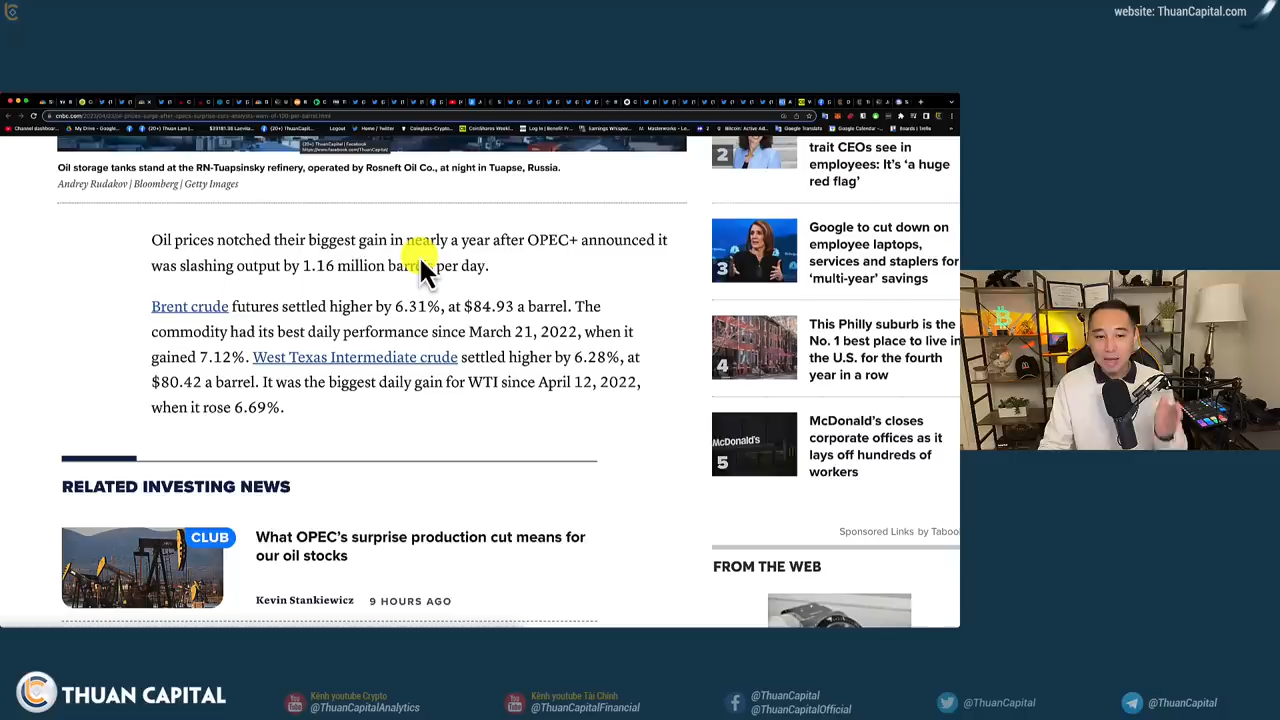 website: ThuanCapital.com
Oil storage tanks stand at the RN-Tuapsinsky refinery, operated by Rosneft Oil Co., at night in Tuapse, Russia.
Andrey Rudakov | Bloomberg | Getty Images
Oil prices notched their biggest gain in nearly a year after OPEC+ announced it
was slashing output by 1.16 million barrels per day.
Brent crude futures settled higher by 6.31%, at $84.93 a barrel. The
commodity had its best daily performance since March 21, 2022, when it
gained 7.12%. West Texas Intermediate crude settled higher by 6.28%, at
$80.42 a barrel. It was the biggest daily gain for WTI since April 12, 2022,
when it rose 6.69%.
RELATED INVESTING NEWS
CLUB
What OPEC's surprise production cut means for
our oil stocks
Kevin Stankiewicz 9 HOURS AGO
2
trait CEOs see in
employees: It's 'a huge
red flag'
3
Google to cut down on
employee laptops,
services and staplers for
'multi-year' savings
4
This Philly suburb is the
No. 1 best place to live in
the U.S. for the fourth
year in a row
McDonald's
5
McDonald's closes
corporate offices as it
lays off hundreds of
workers
Sponsored Links by Taboo
FROM THE WEB
THUAN CAPITAL
Kênh youtube Crypto
@ThuanCapitalAnalytics
Kênh youtube Tài Chính
@ThuanCapitalFinancial
@ThuanCapital
@ThuanCapitalOfficial
@ThuanCapital
@ThuanCapital